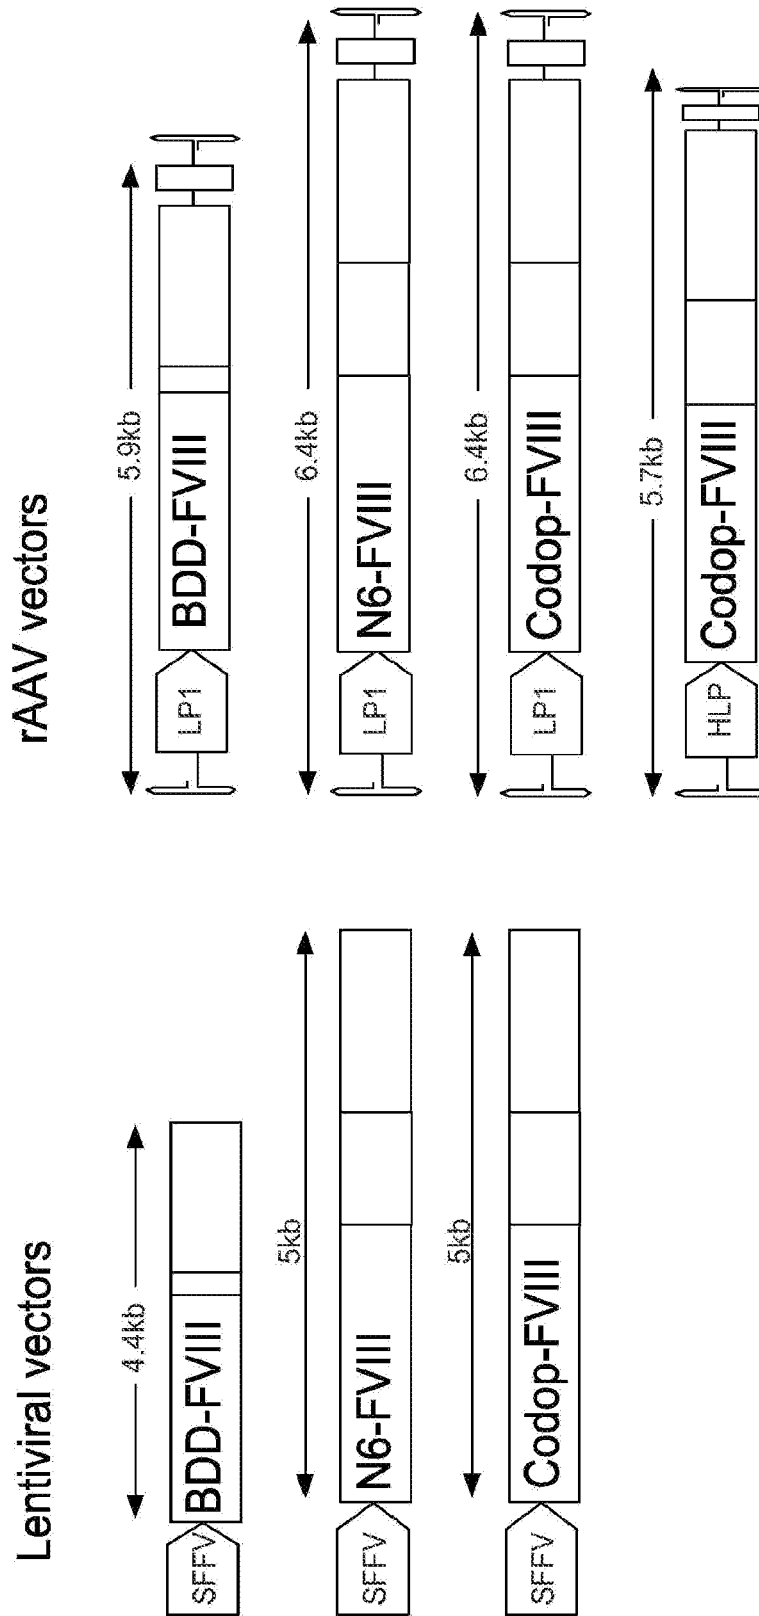 Lentiviral vectors
4.4kb
SFFV
BDD-FVIII
5kb
SFFV
N6-FVIII
5kb
SFFV
Codop-FVIII
rAAV vectors
5.9kb
LP1
BDD-FVIII
6.4kb
LP1
N6-FVIII
6.4kb
LP1
Codop-FVIII
5.7kb
HLP
Codop-FVIII